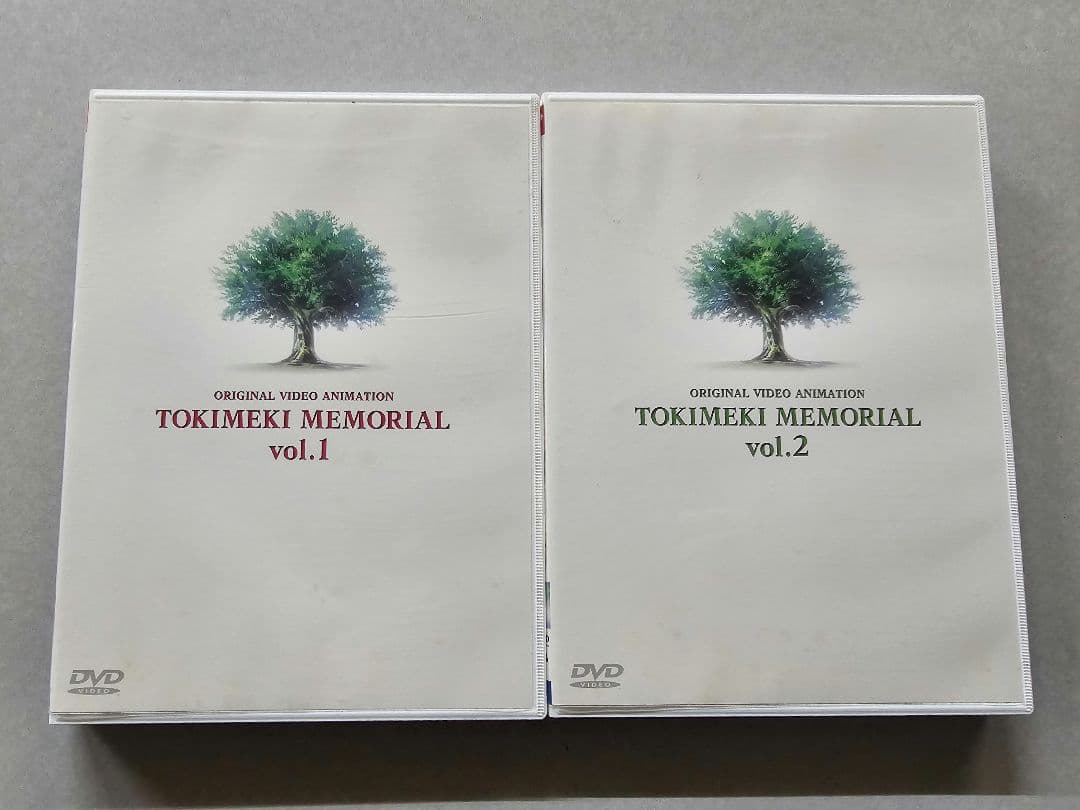 ORIGINAL VIDEO ANIMATION
TOKIMEKI MEMORIAL
vol.1
DVD
VIDEO
ORIGINAL VIDEO ANIMATION
TOKIMEKI MEMORIAL
vol.2
DVD
VIDEO